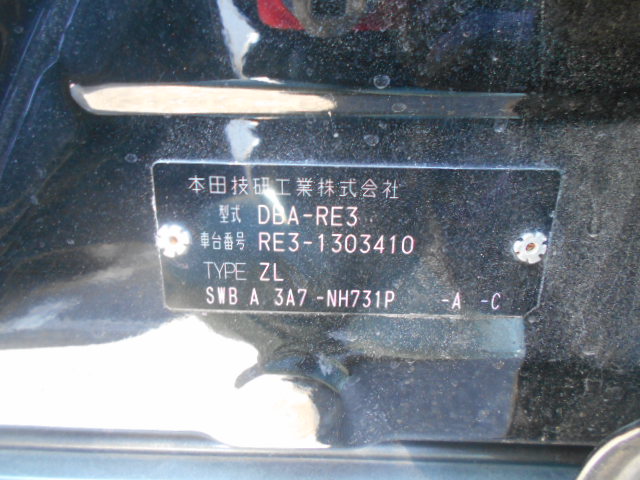 本田技研工業株式会社
型式 DBA-RE3
車台番号 RE3-1303410
TYPE ZL
SWB A 3A7-NH731P -A -C